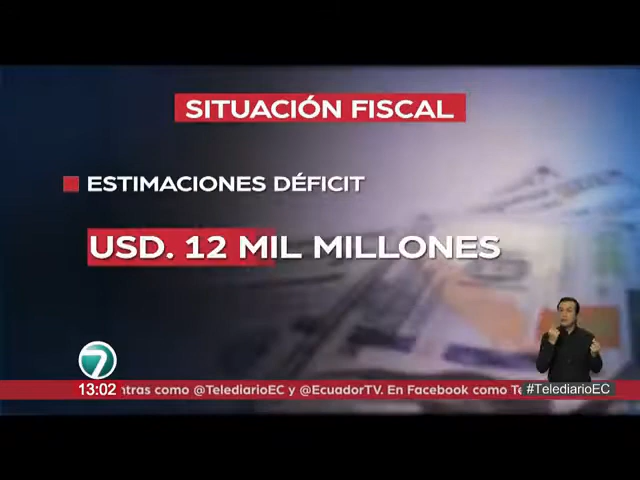 SITUACIÓN FISCAL
ESTIMACIONES DÉFICIT
USD. 12 MIL MILLONES
7
13:02 ntras como @TelediarioEC y @EcuadorTV. En Facebook como Te #TelediarioEC